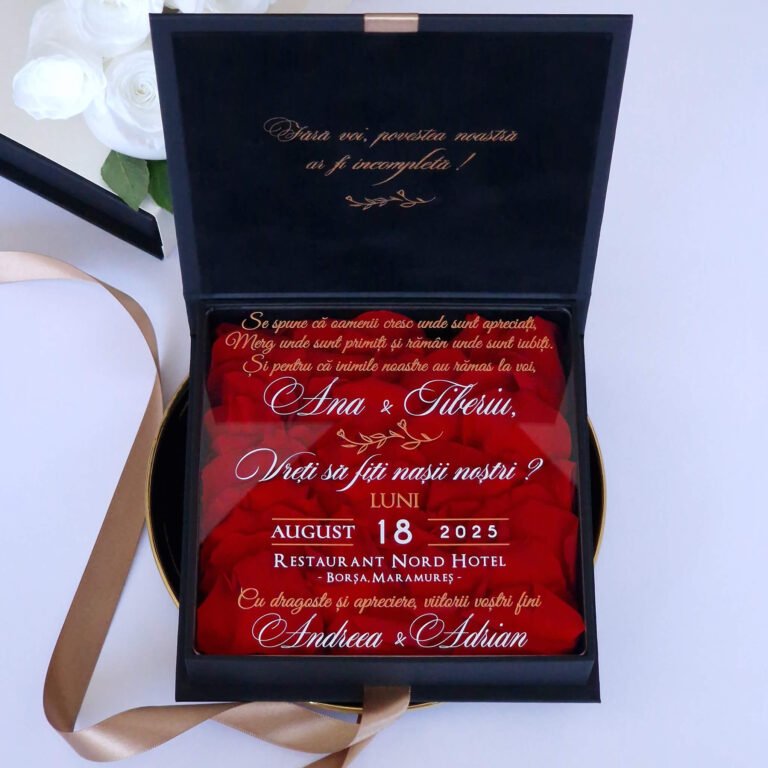 Fără voi, povestea noastră
ar fi incompletă !
Se spune că oamenii cresc unde sunt apreciați,
Merg unde sunt primiți și rămân unde sunt iubiți.
Și pentru că inimile noastre au rămas la voi,
Ana & Tiberiu,
Vreți să fiți nașii noștri ?
LUNI
AUGUST 18 2025
RESTAURANT NORD HOTEL
- BORȘA, MARAMUREȘ -
Cu dragoste și apreciere, viitorii voștri fini
Andreea & Adrian